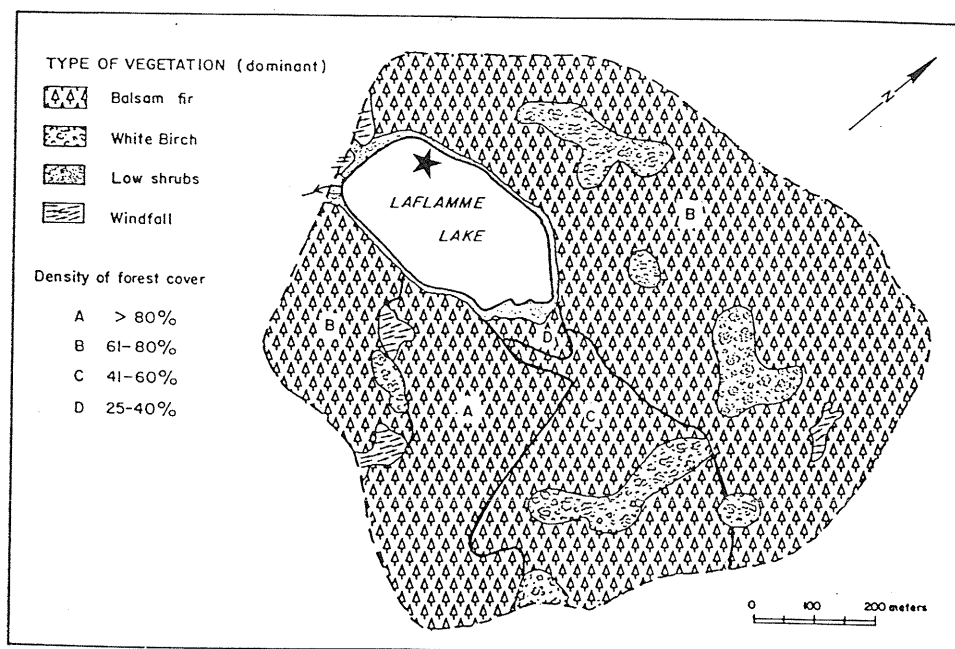 TYPE OF VEGETATION (dominant)
Balsam fir
White Birch
Low shrubs
Windfall
Density of forest cover
A > 80%
B 61-80%
C 41-60%
D 25-40%
N
LAFLAMME
LAKE
B
B
D
A
C
0 100 200 meters